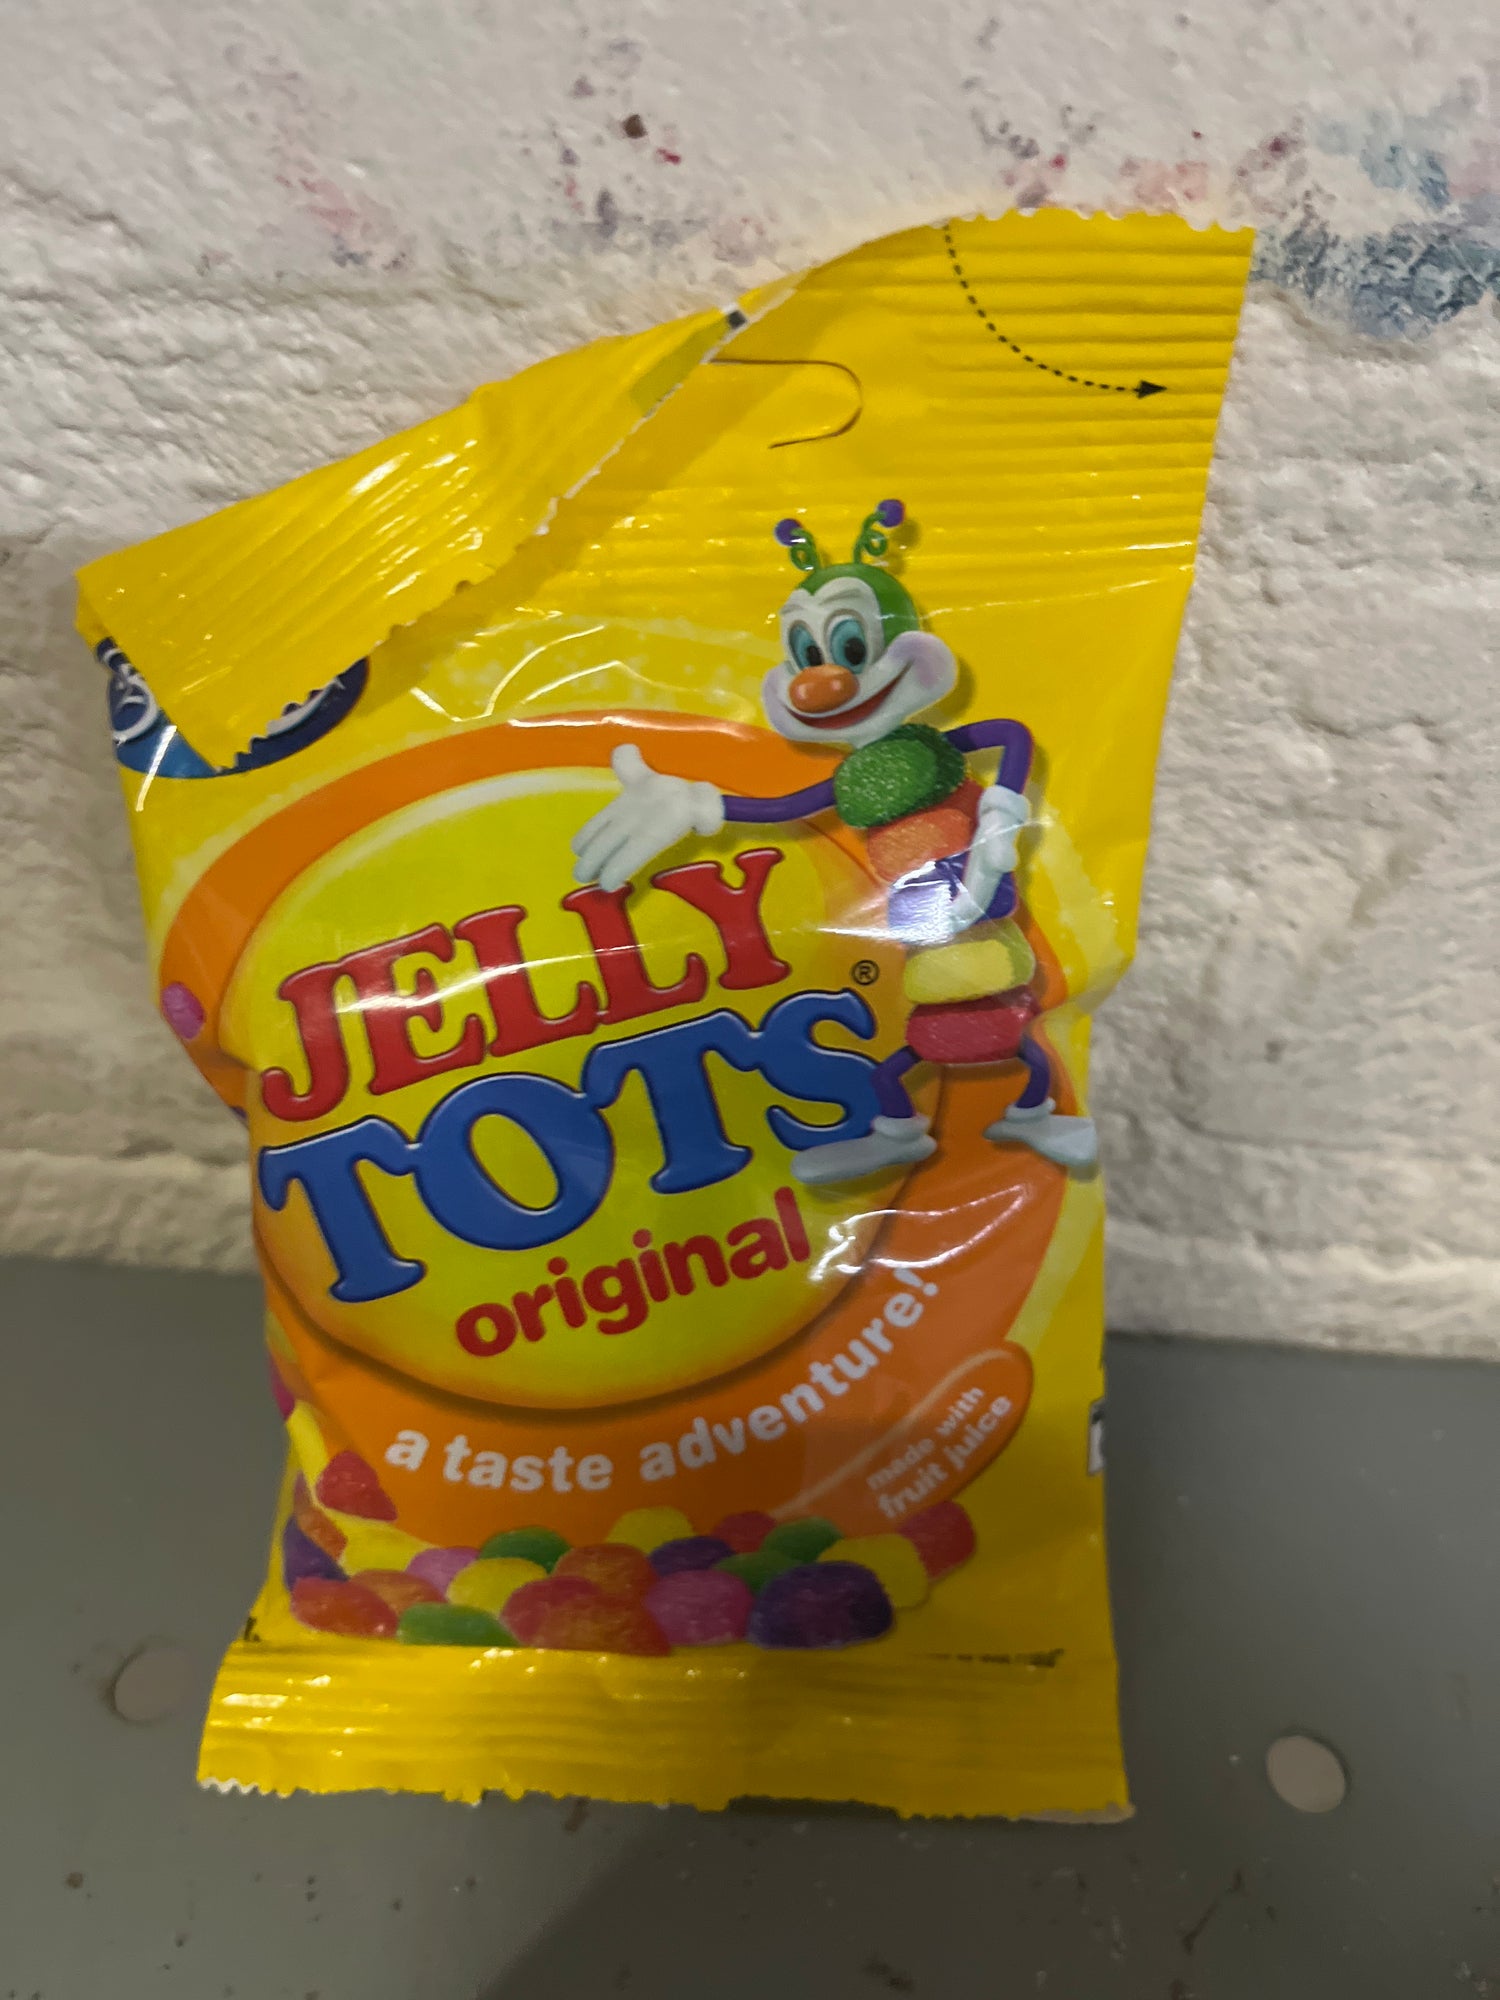 JELLY
TOTS®
original
a taste adventure!
made with
fruit juice